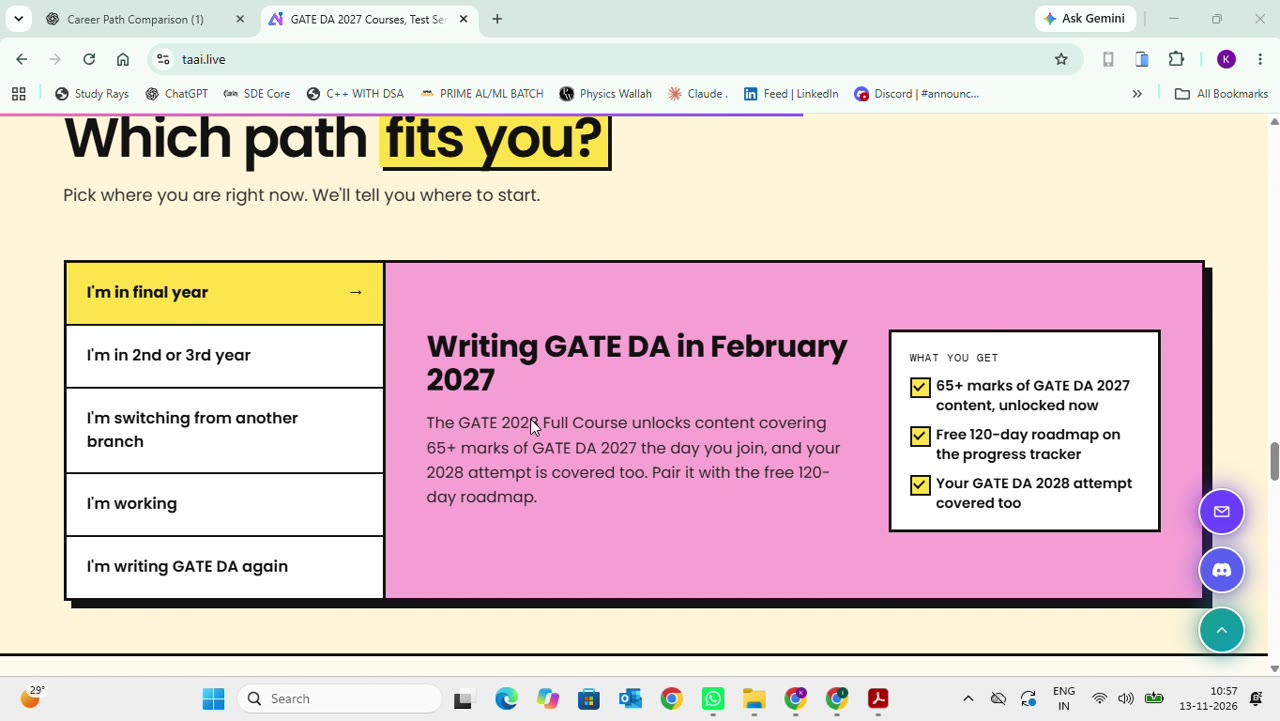 Career Path Comparison (1)
GATE DA 2027 Courses, Test Ser
Ask Gemini
taai.live
K
Study Rays
ChatGPT
SDE Core
C++ WITH DSA
PRIME AL/ML BATCH
Physics Wallah
Claude .
Feed | LinkedIn
Discord | #announc...
All Bookmarks
Which path fits you?
Pick where you are right now. We'll tell you where to start.
I'm in final year →
I'm in 2nd or 3rd year
I'm switching from another
branch
I'm working
I'm writing GATE DA again
Writing GATE DA in February
2027
The GATE 2028 Full Course unlocks content covering
65+ marks of GATE DA 2027 the day you join, and your
2028 attempt is covered too. Pair it with the free 120-
day roadmap.
WHAT YOU GET
65+ marks of GATE DA 2027
content, unlocked now
Free 120-day roadmap on
the progress tracker
Your GATE DA 2028 attempt
covered too
29°
Search
ENG
IN
10:57
13-11-2026